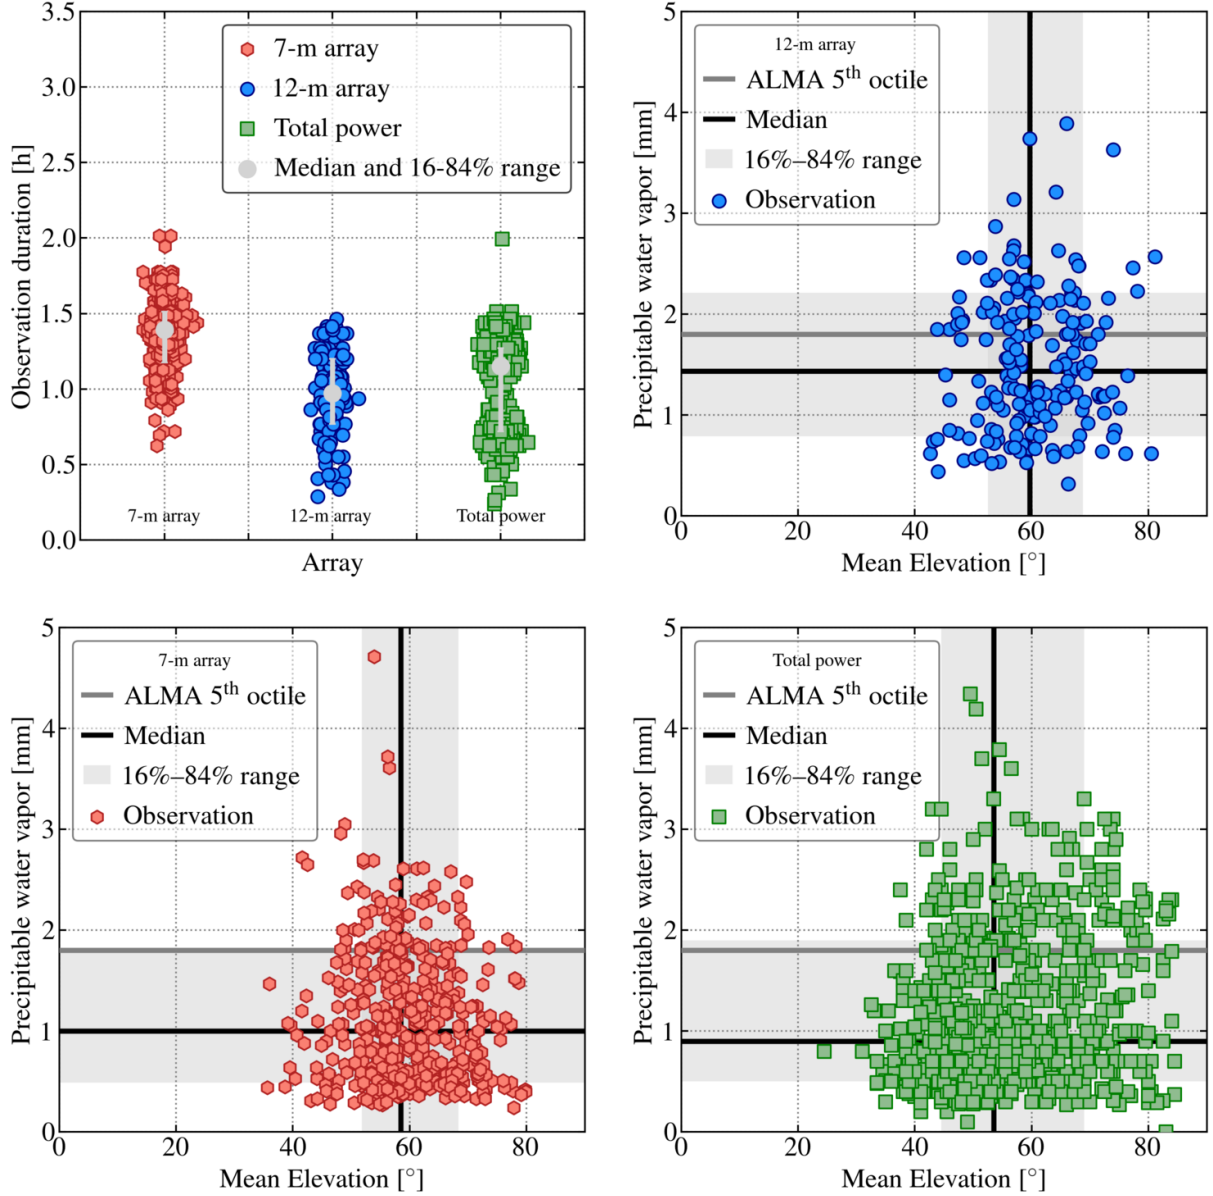 3.5
3.0
2.5
2.0
1.5
1.0
0.5
0.0
Observation duration [h]
7-m array
12-m array
Total power
Median and 16-84% range
7-m array
12-m array
Total power
Array
5
4
3
2
1
0
Precipitable water vapor [mm]
12-m array
ALMA 5th octile
Median
16%–84% range
Observation
0
20
40
60
80
Mean Elevation [°]
5
4
3
2
1
0
Precipitable water vapor [mm]
7-m array
ALMA 5th octile
Median
16%–84% range
Observation
0
20
40
60
80
Mean Elevation [°]
5
4
3
2
1
0
Precipitable water vapor [mm]
Total power
ALMA 5th octile
Median
16%–84% range
Observation
0
20
40
60
80
Mean Elevation [°]